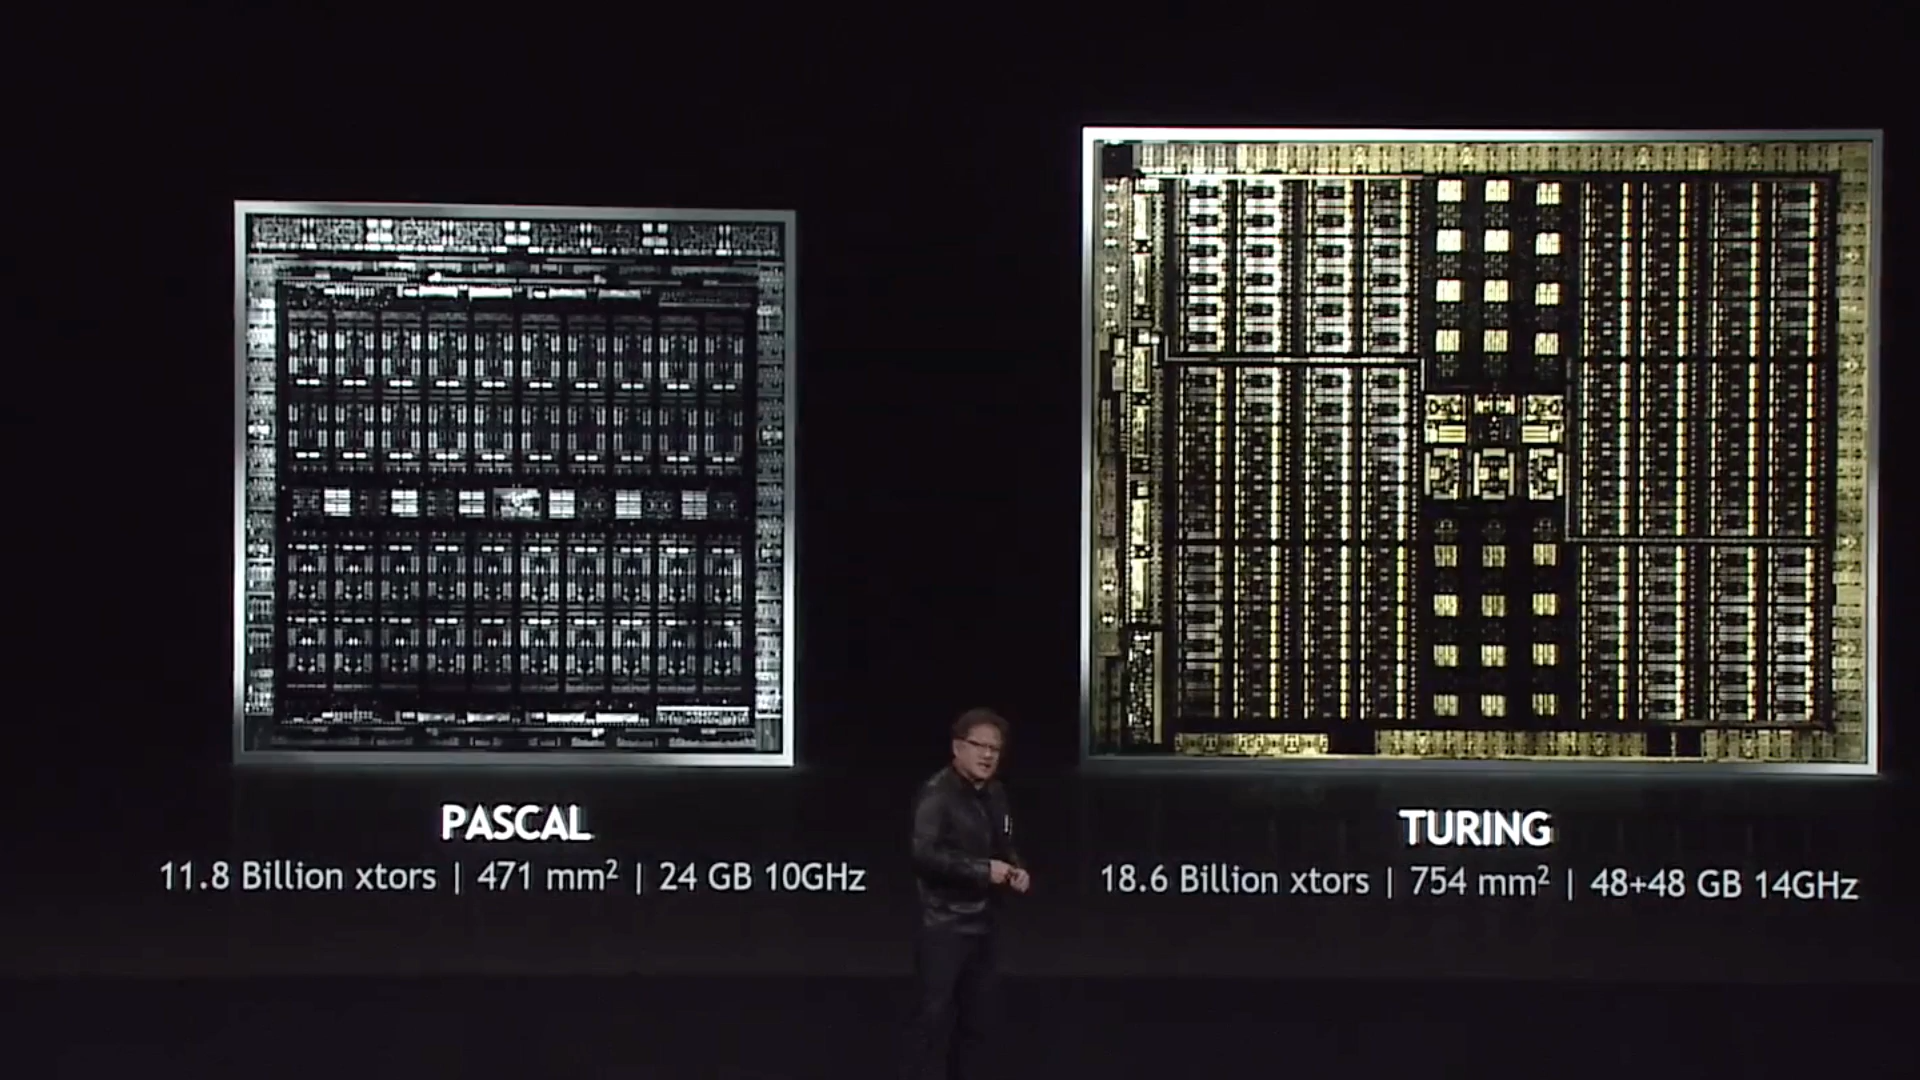 PASCAL
11.8 Billion xtors | 471 mm² | 24 GB 10GHz
TURING
18.6 Billion xtors | 754 mm² | 48+48 GB 14GHz